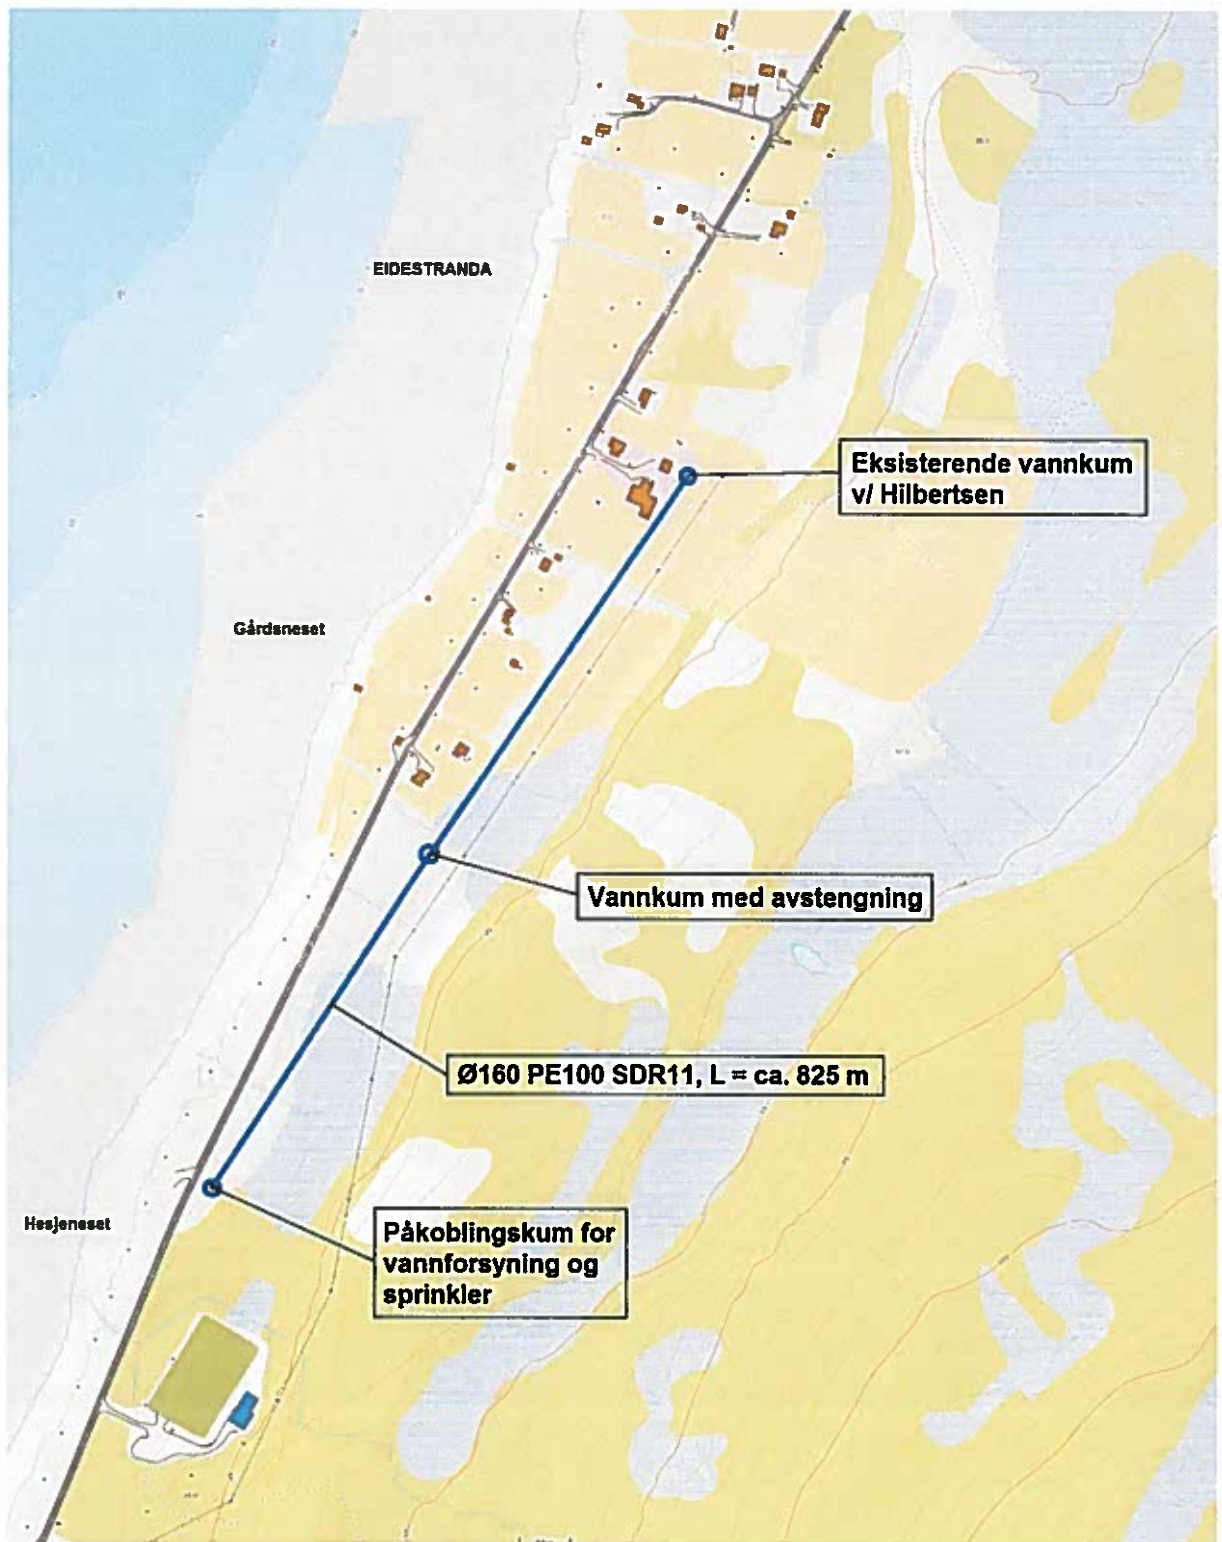 EIDESTRANDA
Eksisterende vannkum
v/ Hilbertsen
Gårdsneset
Vannkum med avstengning
Ø160 PE100 SDR11, L = ca. 825 m
Hesjeneset
Påkoblingskum for
vannforsyning og
sprinkler